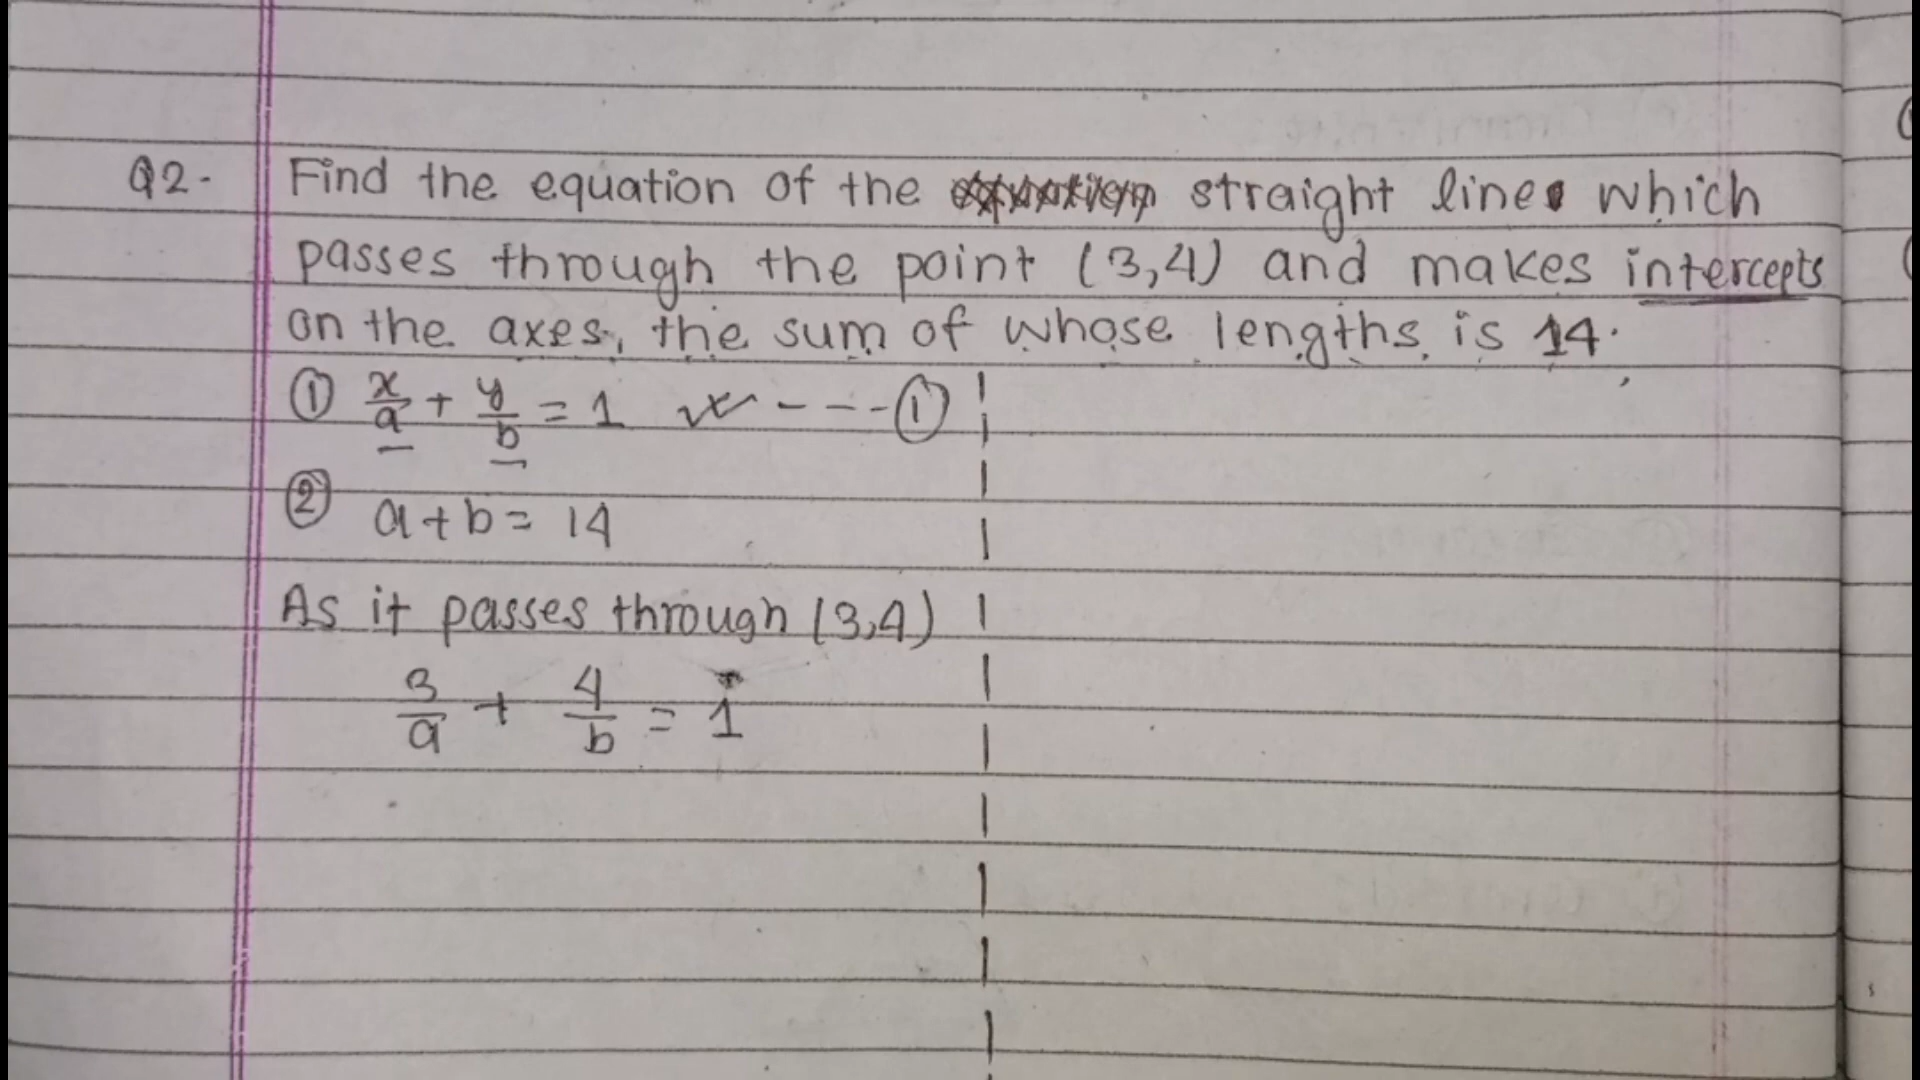 Q2. Find the equation of the straight line which
passes through the point (3,4) and makes intercepts
on the axes, the sum of whose lengths is 14.
① x/a + y/b = 1 ---①
② a+b = 14
As it passes through (3,4)
3/a + 4/b = 1